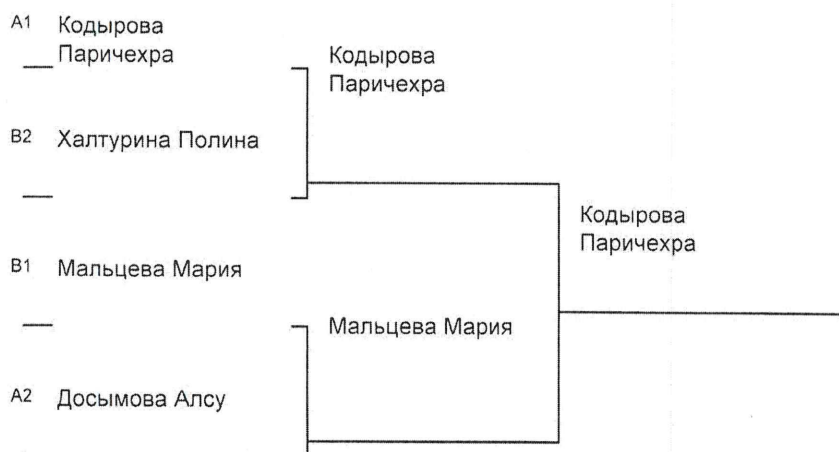 A1 Кодырова
Паричехра
Кодырова
Паричехра
B2 Халтурина Полина
Кодырова
Паричехра
B1 Мальцева Мария
Мальцева Мария
A2 Досымова Алсу